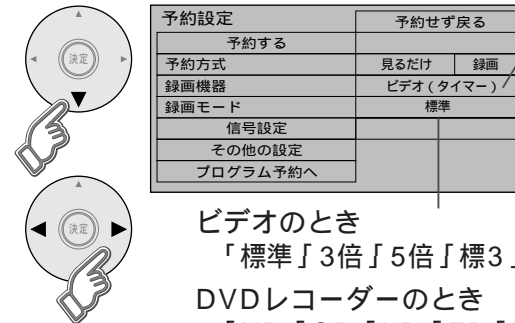 決定
予約設定 予約せず戻る
予約する
予約方式 見るだけ 録画
録画機器 ビデオ(タイマー)
録画モード 標準
信号設定
その他の設定
プログラム予約へ
決定
ビデオのとき
「標準」「3倍」「5倍」「標3」
DVDレコーダーのとき